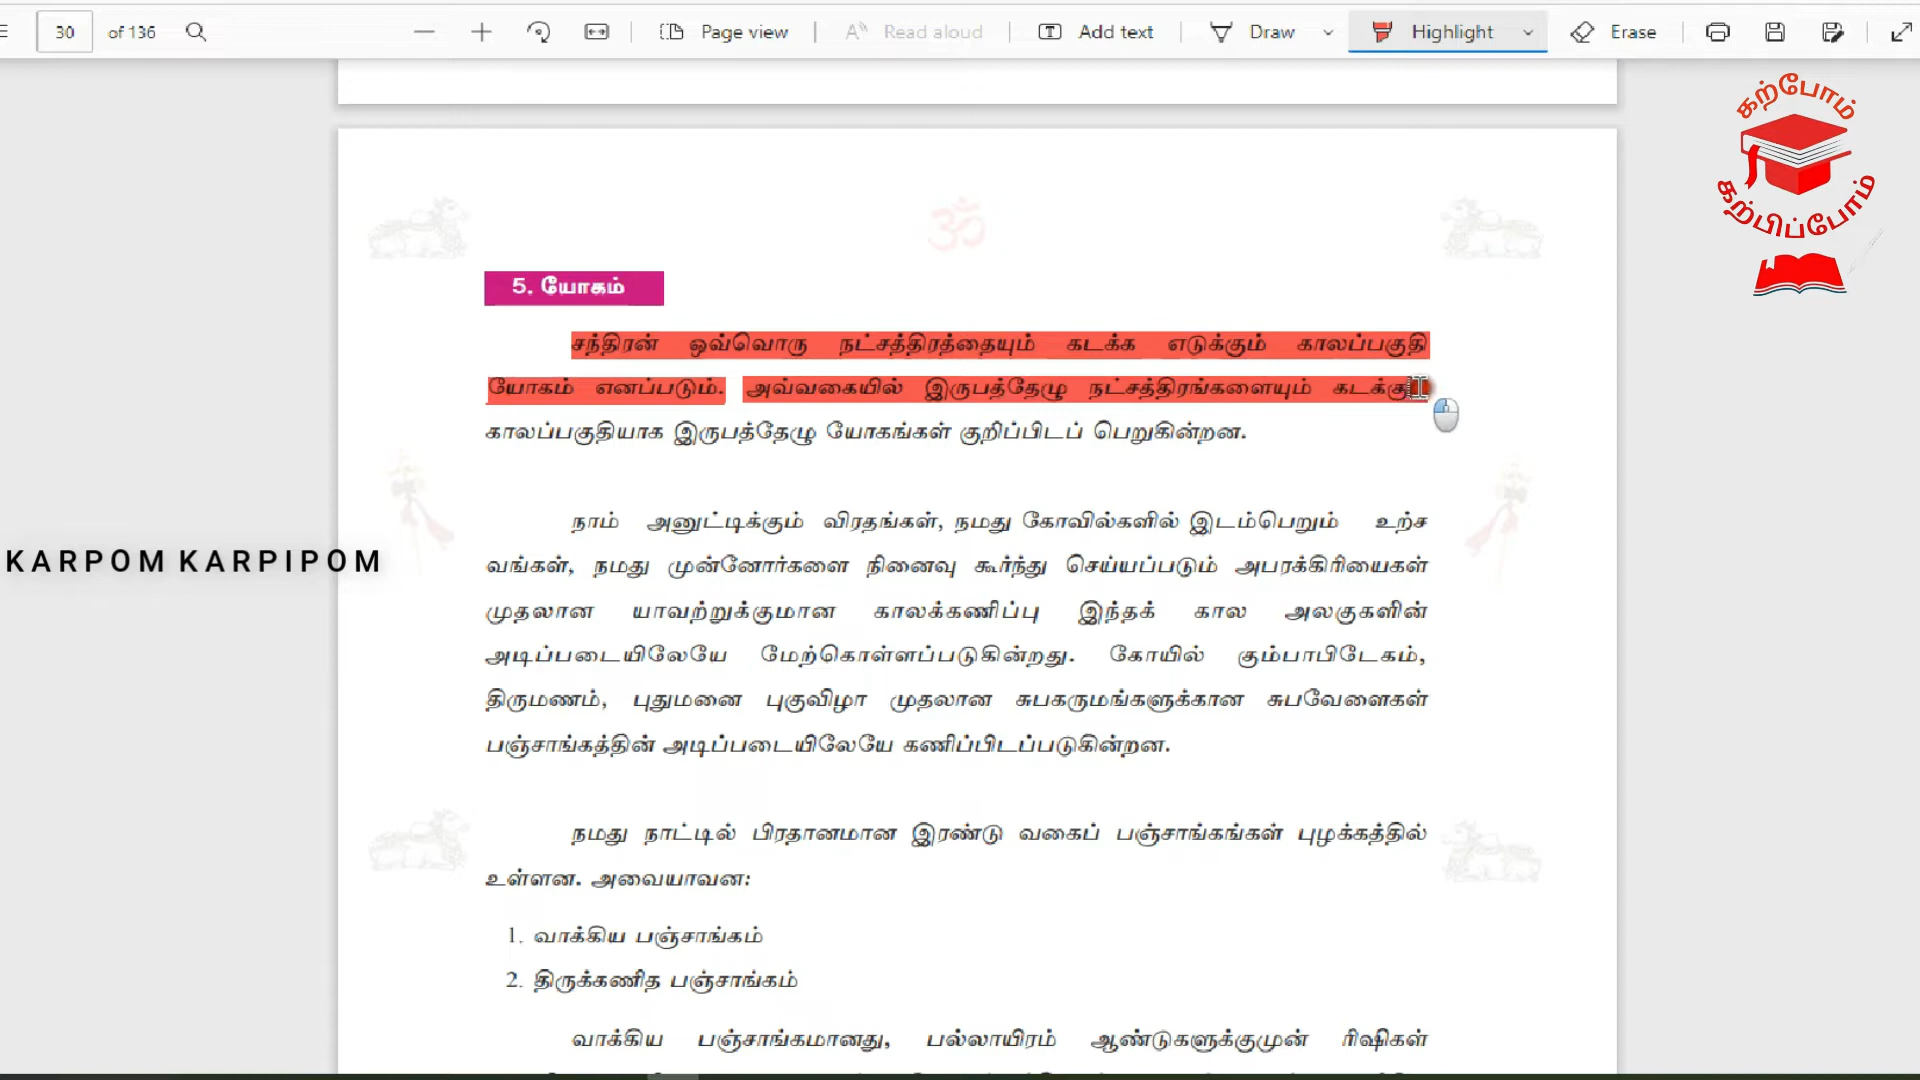 30 of 136 Page view Read aloud Add text Draw Highlight Erase
கற்போம்
கற்பிப்போம்
ॐ
5. யோகம்
சந்திரன் ஒவ்வொரு நட்சத்திரத்தையும் கடக்க எடுக்கும் காலப்பகுதி
யோகம் எனப்படும். அவ்வகையில் இருபத்தேழு நட்சத்திரங்களையும்
காலப்பகுதியாக இருபத்தேழு யோகங்கள் குறிப்பிடப் பெறுகின்றன.
நாம் அனுட்டிக்கும் விரதங்கள், நமது கோவில்களில் இடம்பெறும் உற்ச
வங்கள், நமது முன்னோர்களை நினைவு கூர்ந்து செய்யப்படும் அபரக்கிரியைகள்
KARPOM KARPIPOM
முதலான யாவற்றுக்குமான காலக்கணிப்பு இந்தக் கால அலகுகளின்
அடிப்படையிலேயே மேற்கொள்ளப்படுகின்றது. கோயில் கும்பாபிடேகம்,
திருமணம், புதுமனை புகுவிழா முதலான சுபகருமங்களுக்கான சுபவேளைகள்
பஞ்சாங்கத்தின் அடிப்படையிலேயே கணிப்பிடப்படுகின்றன.
நமது நாட்டில் பிரதானமான இரண்டு வகைப் பஞ்சாங்கங்கள் புழக்கத்தில்
உள்ளன. அவையாவன:
1. வாக்கிய பஞ்சாங்கம்
2. திருக்கணித பஞ்சாங்கம்
வாக்கிய பஞ்சாங்கமானது, பல்லாயிரம் ஆண்டுகளுக்குமுன் ரிஷிகள்